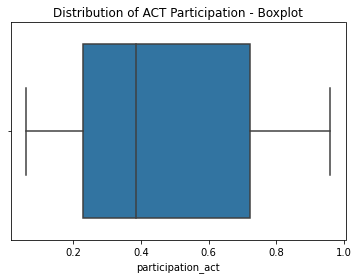 Distribution of ACT Participation - Boxplot
0.2 0.4 0.6 0.8 1.0
participation_act